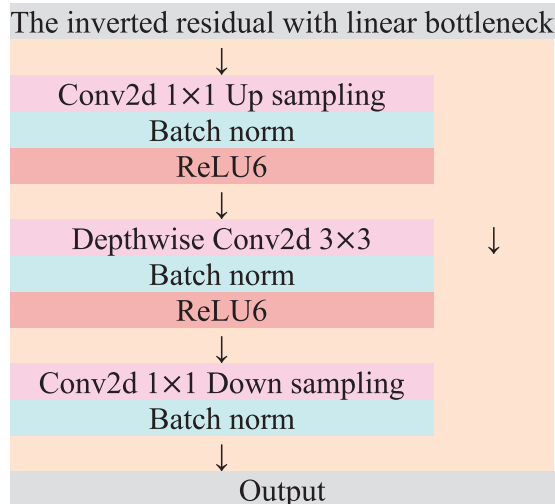 The inverted residual with linear bottleneck
↓
Conv2d 1×1 Up sampling
Batch norm
ReLU6
↓
Depthwise Conv2d 3×3 ↓
Batch norm
ReLU6
↓
Conv2d 1×1 Down sampling
Batch norm
↓
Output